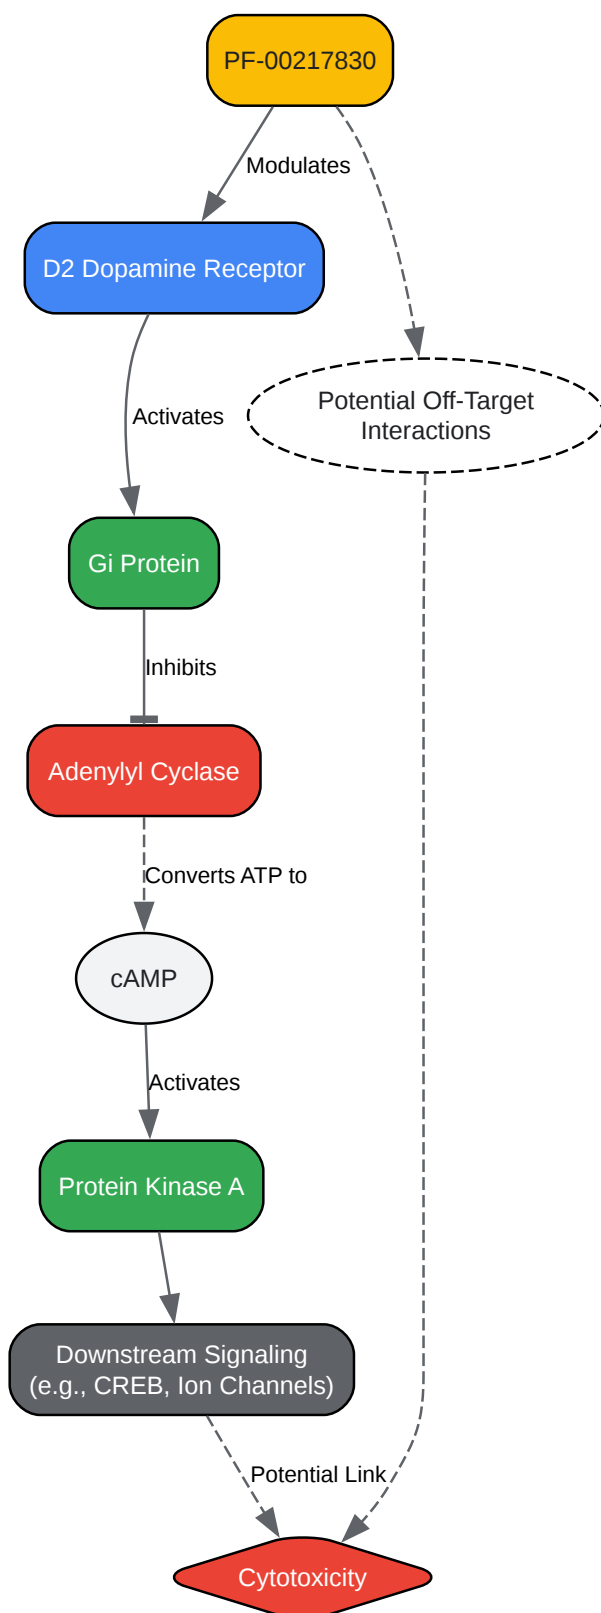 PF-00217830
Modulates
D2 Dopamine Receptor
Activates
Potential Off-Target
Interactions
Gi Protein
Inhibits
Adenylyl Cyclase
Converts ATP to
cAMP
Activates
Protein Kinase A
Downstream Signaling
(e.g., CREB, Ion Channels)
Potential Link
Cytotoxicity